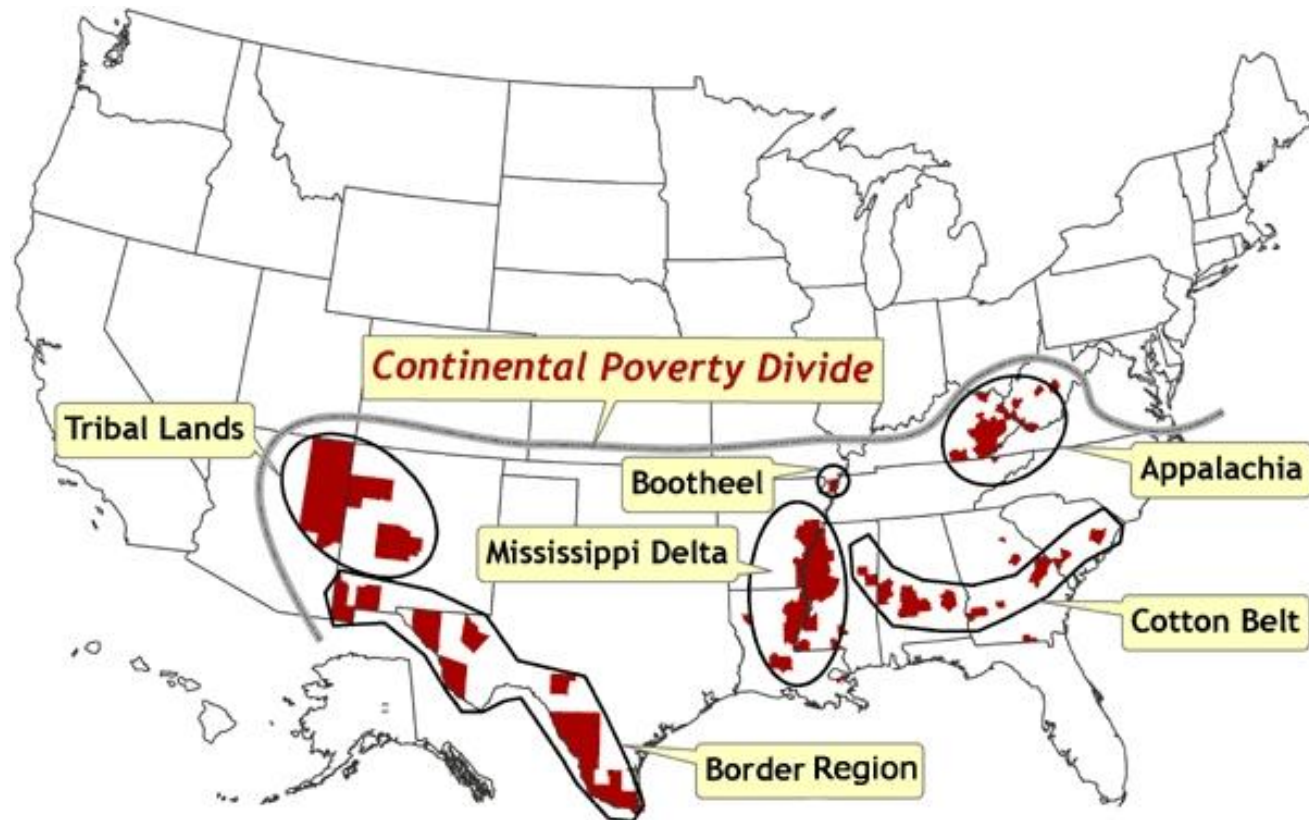 Continental Poverty Divide
Tribal Lands
Bootheel
Appalachia
Mississippi Delta
Cotton Belt
Border Region